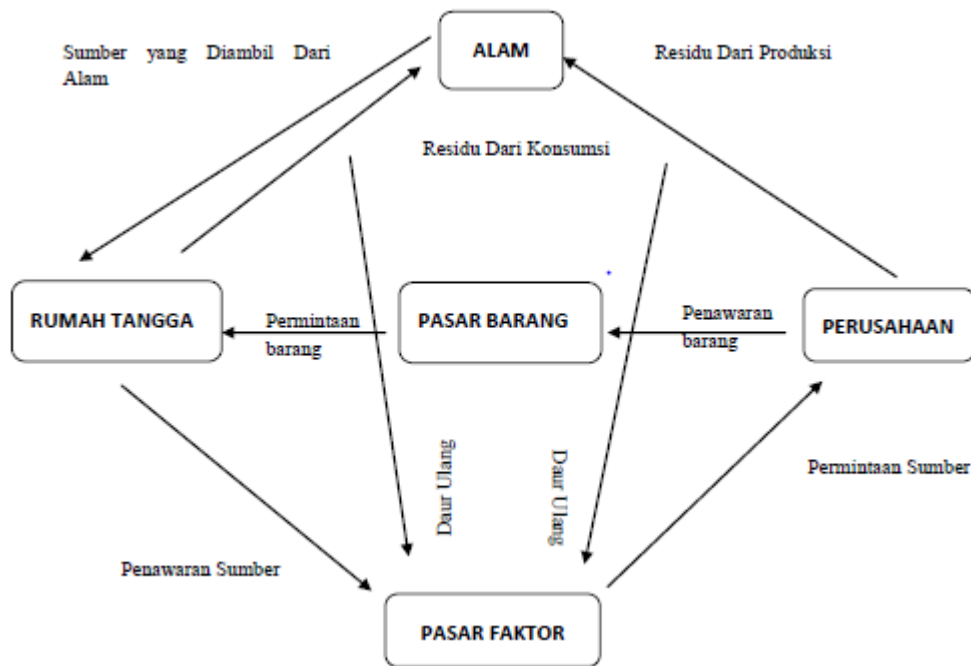 Sumber yang Diambil Dari
Alam
ALAM
Residu Dari Produksi
Residu Dari Konsumsi
RUMAH TANGGA
Permintaan
barang
PASAR BARANG
Penawaran
barang
PERUSAHAAN
Daur Ulang
Daur Ulang
Permintaan Sumber
Penawaran Sumber
PASAR FAKTOR